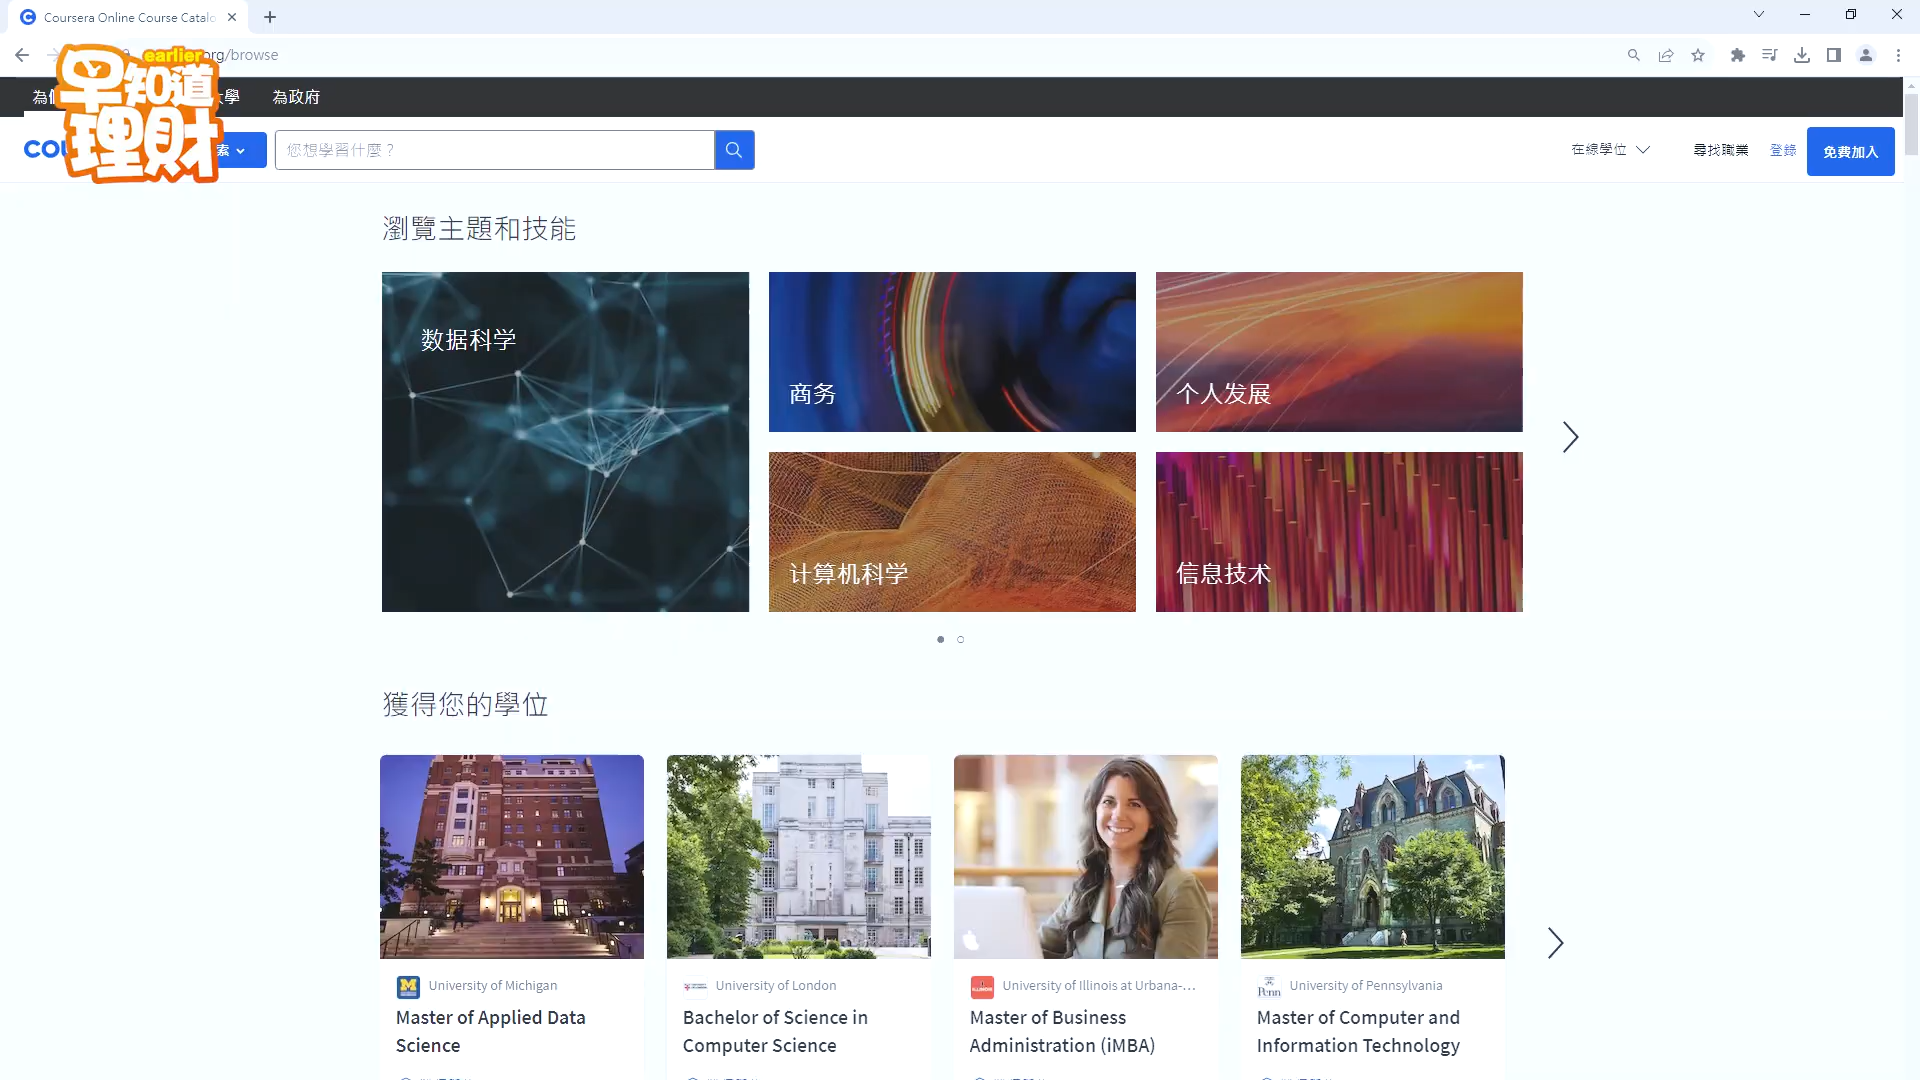 Coursera Online Course Catalo
org/browse
earlier
早知道
理財
為政府
cou
索
您想學習什麼？
在線學位
尋找職業
登錄
免費加入
瀏覽主題和技能
数据科学
商务
个人发展
计算机科学
信息技术
獲得您的學位
University of Michigan
Master of Applied Data
Science
University of London
Bachelor of Science in
Computer Science
ILLINOIS
University of Illinois at Urbana-...
Master of Business
Administration (iMBA)
Penn
University of Pennsylvania
Master of Computer and
Information Technology